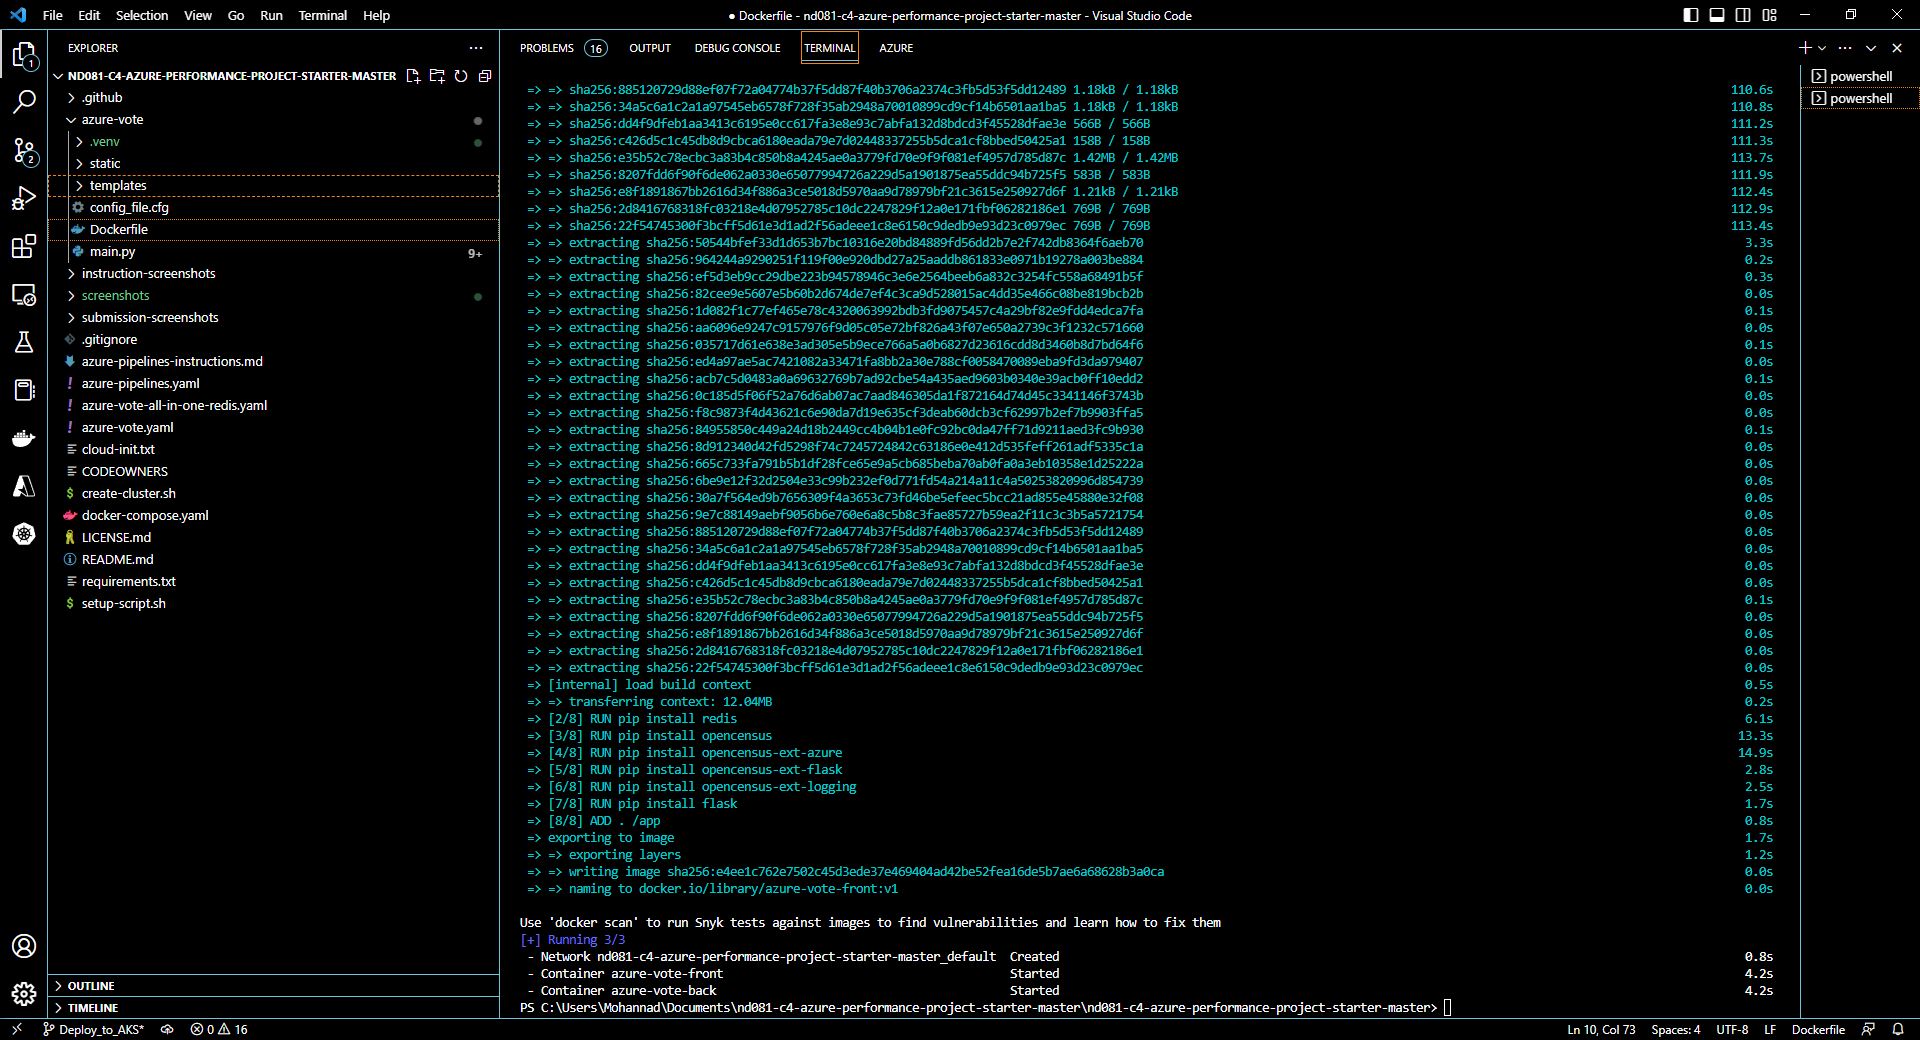 File Edit Selection View Go Run Terminal Help
● Dockerfile - nd081-c4-azure-performance-project-starter-master - Visual Studio Code
EXPLORER
ND081-C4-AZURE-PERFORMANCE-PROJECT-STARTER-MASTER
.github
azure-vote
.venv
static
templates
config_file.cfg
Dockerfile
main.py 9+
instruction-screenshots
screenshots
submission-screenshots
.gitignore
azure-pipelines-instructions.md
azure-pipelines.yaml
azure-vote-all-in-one-redis.yaml
azure-vote.yaml
cloud-init.txt
CODEOWNERS
create-cluster.sh
docker-compose.yaml
LICENSE.md
README.md
requirements.txt
setup-script.sh
OUTLINE
TIMELINE
PROBLEMS 16 OUTPUT DEBUG CONSOLE TERMINAL AZURE
powershell
powershell
=> => sha256:885120729d88ef07f72a04774b37f5dd87f40b3706a2374c3fb5d53f5dd12489 1.18kB / 1.18kB 110.6s
=> => sha256:34a5c6a1c2a1a97545eb6578f728f35ab2948a70010899cd9cf14b6501aa1ba5 1.18kB / 1.18kB 110.8s
=> => sha256:dd4f9dfeb1aa3413c6195e0cc617fa3e8e93c7abfa132d8bdcd3f45528dfae3e 566B / 566B 111.2s
=> => sha256:c426d5c1c45db8d9cbca6180eada79e7d02448337255b5dca1cf8bbed50425a1 158B / 158B 111.3s
=> => sha256:e35b52c78ecbc3a83b4c850b8a4245ae0a3779fd70e9f9f081ef4957d785d87c 1.42MB / 1.42MB 113.7s
=> => sha256:8207fdd6f90f6de062a0330e65077994726a229d5a1901875ea55ddc94b725f5 583B / 583B 111.9s
=> => sha256:e8f1891867bb2616d34f886a3ce5018d5970aa9d78979bf21c3615e250927d6f 1.21kB / 1.21kB 112.4s
=> => sha256:2d8416768318fc03218e4d07952785c10dc2247829f12a0e171fbf06282186e1 769B / 769B 112.9s
=> => sha256:22f54745300f3bcff5d61e3d1ad2f56adeee1c8e6150c9dedb9e93d23c0979ec 769B / 769B 113.4s
=> => extracting sha256:50544bfef33d1d653b7bc10316e20bd84889fd56dd2b7e2f742db8364f6aeb70 3.3s
=> => extracting sha256:964244a9290251f119f00e920dbd27a25aaddb861833e0971b19278a003be884 0.2s
=> => extracting sha256:ef5d3eb9cc29dbe223b94578946c3e6e2564beeb6a832c3254fc558a68491b5f 0.3s
=> => extracting sha256:82cee9e5607e5b60b2d674de7ef4c3ca9d528015ac4dd35e466c08be819bcb2b 0.0s
=> => extracting sha256:1d082f1c77ef465e78c4320063992bdb3fd9075457c4a29bf82e9fdd4edca7fa 0.1s
=> => extracting sha256:aa6096e9247c9157976f9d05c05e72bf826a43f07e650a2739c3f1232c571660 0.0s
=> => extracting sha256:035717d61e638e3ad305e5b9ece766a5a0b6827d23616cdd8d3460b8d7bd64f6 0.1s
=> => extracting sha256:ed4a97ae5ac7421082a33471fa8bb2a30e788cf0058470089eba9fd3da979407 0.0s
=> => extracting sha256:acb7c5d0483a0a69632769b7ad92cbe54a435aed9603b0340e39acb0ff10edd2 0.1s
=> => extracting sha256:0c185d5f06f52a76d6ab07ac7aad846305da1f872164d74d45c3341146f3743b 0.0s
=> => extracting sha256:f8c9873f4d43621c6e90da7d19e635cf3deab60dcb3cf62997b2ef7b9903ffa5 0.0s
=> => extracting sha256:84955850c449a24d18b2449cc4b04b1e0fc92bc0da47ff71d9211aed3fc9b930 0.1s
=> => extracting sha256:8d912340d42fd5298f74c7245724842c63186e0e412d535feff261adf5335c1a 0.0s
=> => extracting sha256:665c733fa791b5b1df28fce65e9a5cb685beba70ab0fa0a3eb10358e1d25222a 0.0s
=> => extracting sha256:6be9e12f32d2504e33c99b232ef0d771fd54a214a11c4a50253820996d854739 0.0s
=> => extracting sha256:30a7f564ed9b7656309f4a3653c73fd46be5efeec5bcc21ad855e45880e32f08 0.0s
=> => extracting sha256:9e7c88149aebf9056b6e760e6a8c5b8c3fae85727b59ea2f11c3c3b5a5721754 0.0s
=> => extracting sha256:885120729d88ef07f72a04774b37f5dd87f40b3706a2374c3fb5d53f5dd12489 0.0s
=> => extracting sha256:34a5c6a1c2a1a97545eb6578f728f35ab2948a70010899cd9cf14b6501aa1ba5 0.0s
=> => extracting sha256:dd4f9dfeb1aa3413c6195e0cc617fa3e8e93c7abfa132d8bdcd3f45528dfae3e 0.0s
=> => extracting sha256:c426d5c1c45db8d9cbca6180eada79e7d02448337255b5dca1cf8bbed50425a1 0.0s
=> => extracting sha256:e35b52c78ecbc3a83b4c850b8a4245ae0a3779fd70e9f9f081ef4957d785d87c 0.1s
=> => extracting sha256:8207fdd6f90f6de062a0330e65077994726a229d5a1901875ea55ddc94b725f5 0.0s
=> => extracting sha256:e8f1891867bb2616d34f886a3ce5018d5970aa9d78979bf21c3615e250927d6f 0.0s
=> => extracting sha256:2d8416768318fc03218e4d07952785c10dc2247829f12a0e171fbf06282186e1 0.0s
=> => extracting sha256:22f54745300f3bcff5d61e3d1ad2f56adeee1c8e6150c9dedb9e93d23c0979ec 0.0s
=> [internal] load build context 0.5s
=> => transferring context: 12.04MB 0.2s
=> [2/8] RUN pip install redis 6.1s
=> [3/8] RUN pip install opencensus 13.3s
=> [4/8] RUN pip install opencensus-ext-azure 14.9s
=> [5/8] RUN pip install opencensus-ext-flask 2.8s
=> [6/8] RUN pip install opencensus-ext-logging 2.5s
=> [7/8] RUN pip install flask 1.7s
=> [8/8] ADD . /app 0.8s
=> exporting to image 1.7s
=> => exporting layers 1.2s
=> => writing image sha256:e4ee1c762e7502c45d3ede37e469404ad42be52fea16de5b7ae6a68628b3a0ca 0.0s
=> => naming to docker.io/library/azure-vote-front:v1 0.0s
Use 'docker scan' to run Snyk tests against images to find vulnerabilities and learn how to fix them
[+] Running 3/3
- Network nd081-c4-azure-performance-project-starter-master_default Created 0.8s
- Container azure-vote-front Started 4.2s
- Container azure-vote-back Started 4.2s
PS C:\Users\Mohannad\Documents\nd081-c4-azure-performance-project-starter-master\nd081-c4-azure-performance-project-starter-master>
Deploy_to_AKS* 0 16 Ln 10, Col 73 Spaces: 4 UTF-8 LF Dockerfile